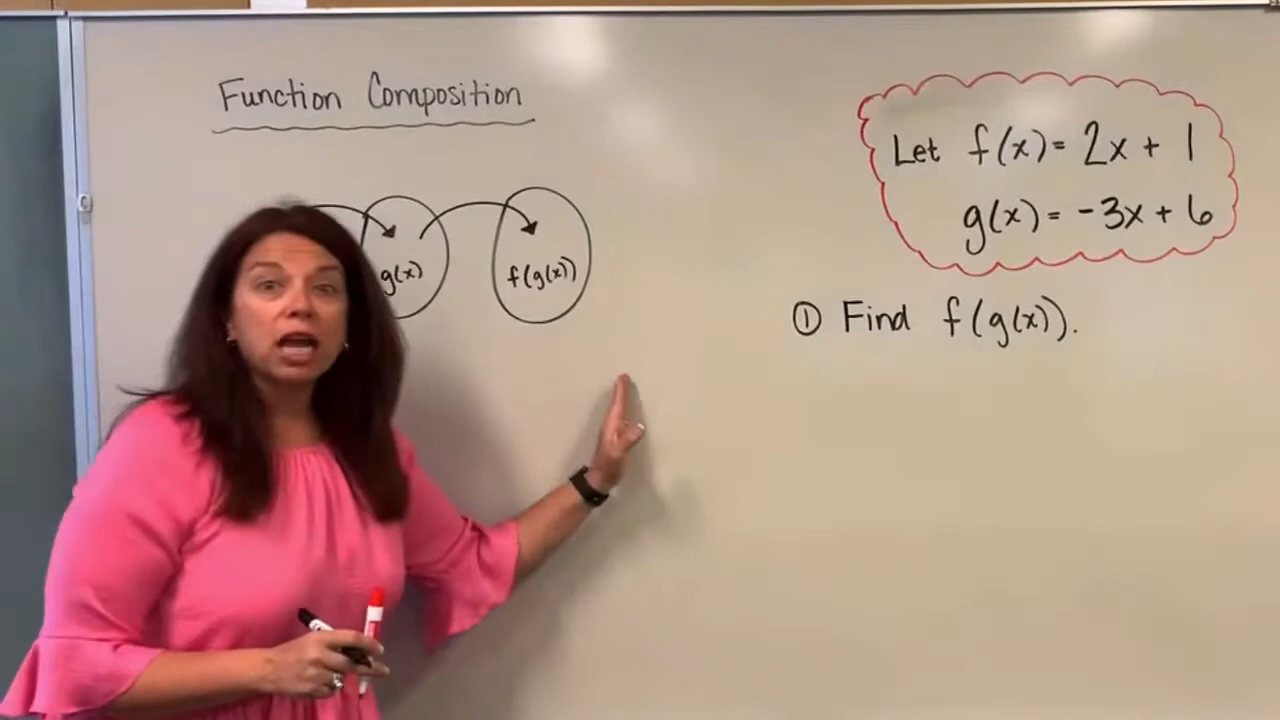 Function Composition
g(x)
f(g(x))
Let f(x) = 2x + 1
g(x) = -3x + 6
① Find f(g(x)).